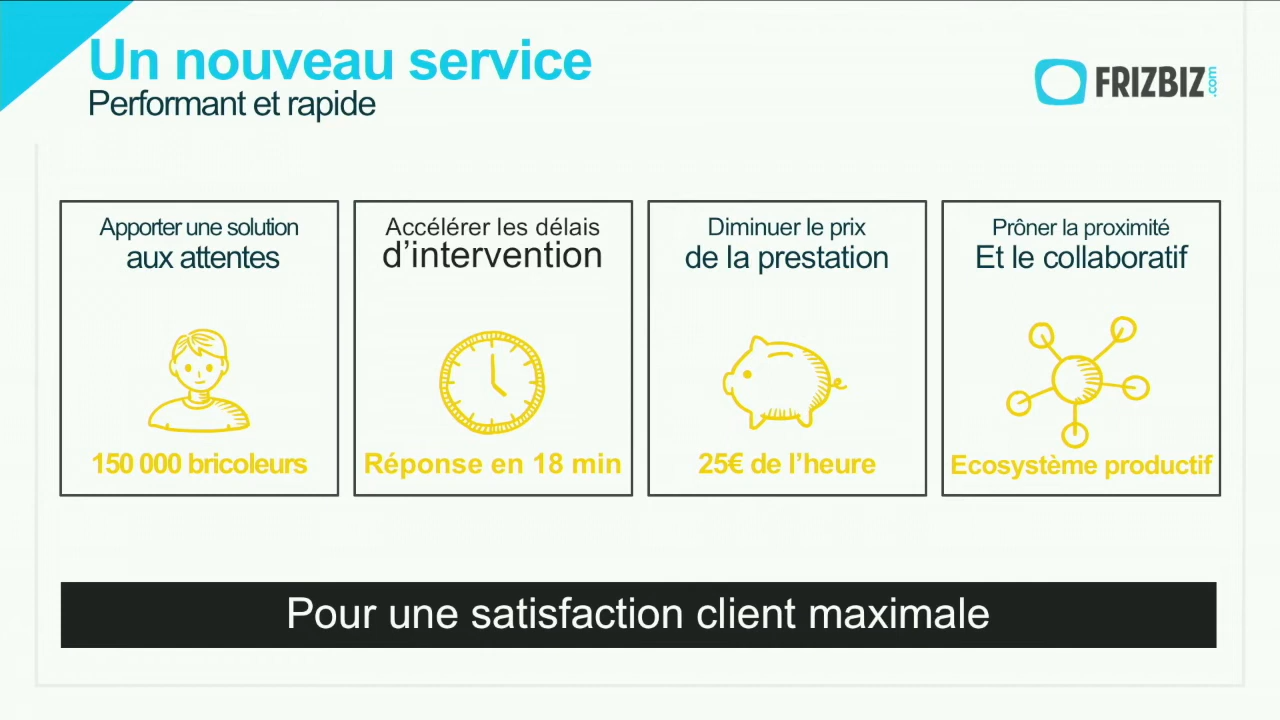 Un nouveau service
Performant et rapide
FRIZBIZ.com
Apporter une solution
aux attentes
150 000 bricoleurs
Accélérer les délais
d’intervention
Réponse en 18 min
Diminuer le prix
de la prestation
25€ de l’heure
Prôner la proximité
Et le collaboratif
Ecosystème productif
Pour une satisfaction client maximale